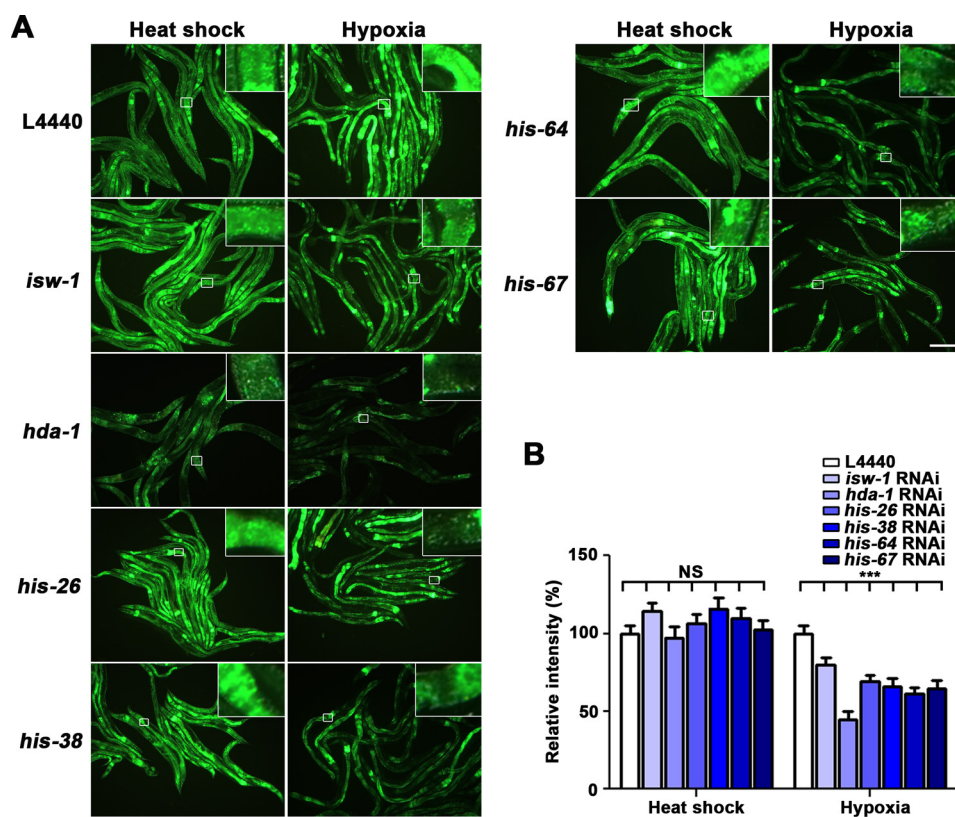 A
Heat shock
Hypoxia
L4440
isw-1
hda-1
his-26
his-38
Heat shock
Hypoxia
his-64
his-67
B
L4440
isw-1 RNAi
hda-1 RNAi
his-26 RNAi
his-38 RNAi
his-64 RNAi
his-67 RNAi
Relative intensity (%)
150
100
50
0
NS
***
Heat shock
Hypoxia